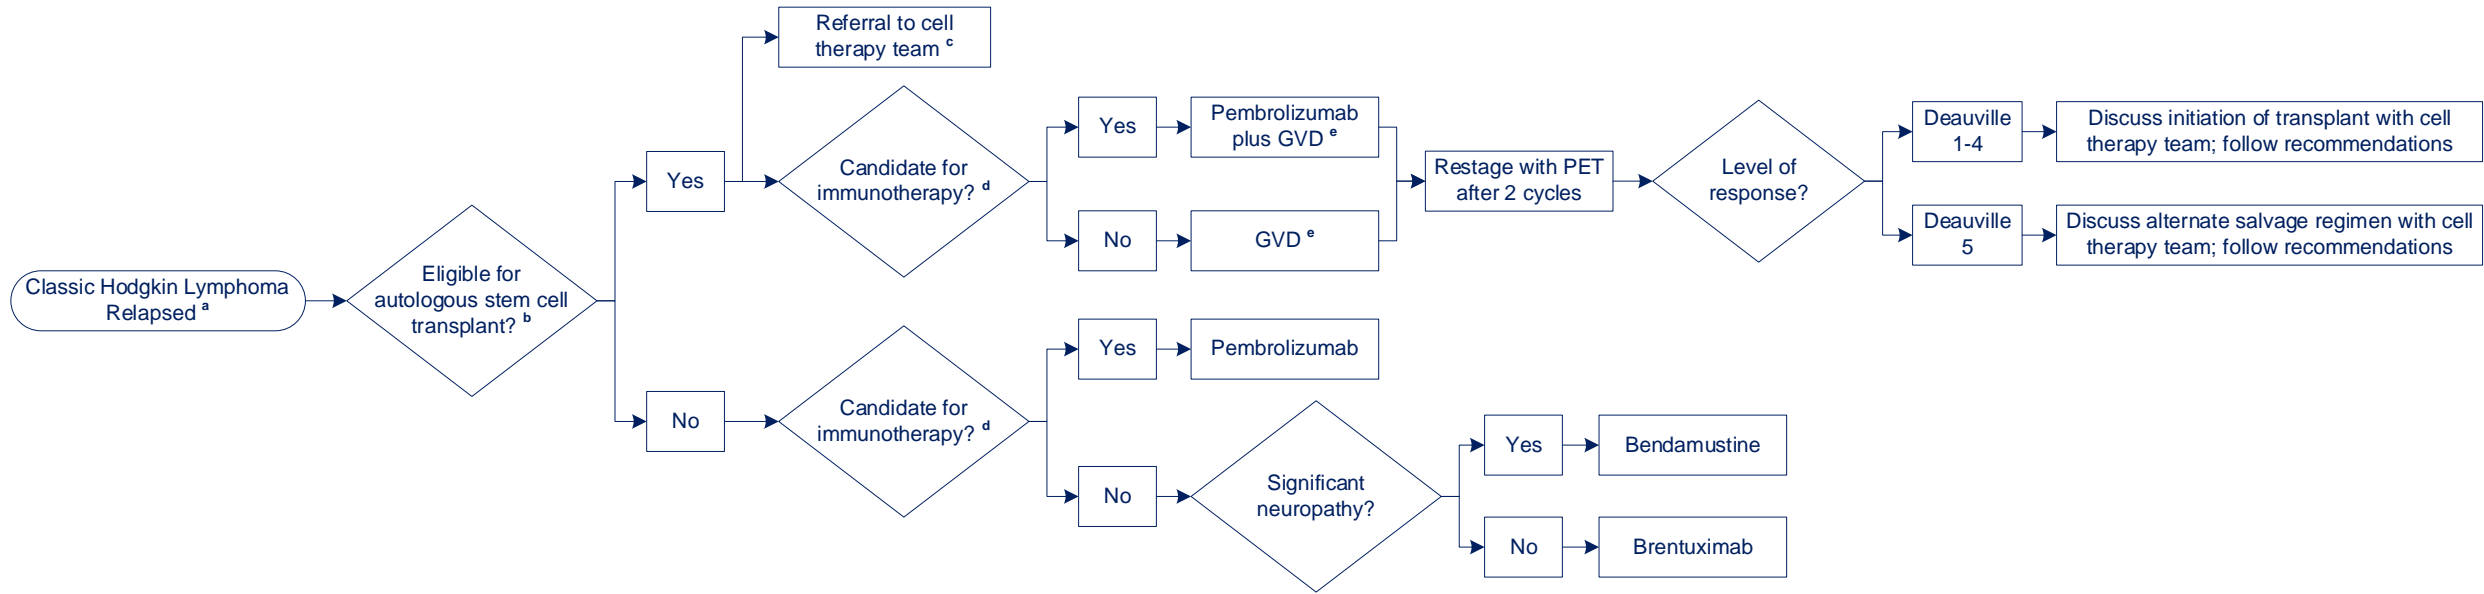 Classic Hodgkin Lymphoma
Relapsed a
Eligible for
autologous stem cell
transplant? b
Yes
Referral to cell
therapy team c
Candidate for
immunotherapy? d
Yes
Pembrolizumab
plus GVD e
No
GVD e
Restage with PET
after 2 cycles
Level of
response?
Deauville
1-4
Discuss initiation of transplant with cell
therapy team; follow recommendations
Deauville
5
Discuss alternate salvage regimen with cell
therapy team; follow recommendations
No
Candidate for
immunotherapy? d
Yes
Pembrolizumab
No
Significant
neuropathy?
Yes
Bendamustine
No
Brentuximab